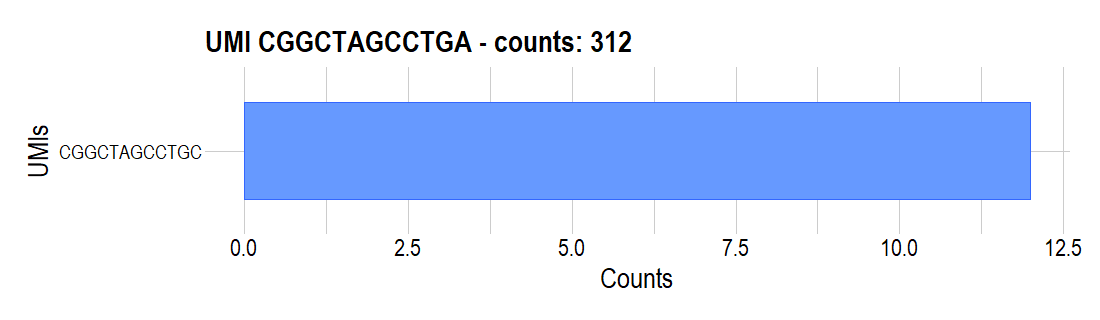 UMI CGGCTAGCCTGA - counts: 312
UMIs
CGGCTAGCCTGC
0.0 2.5 5.0 7.5 10.0 12.5
Counts